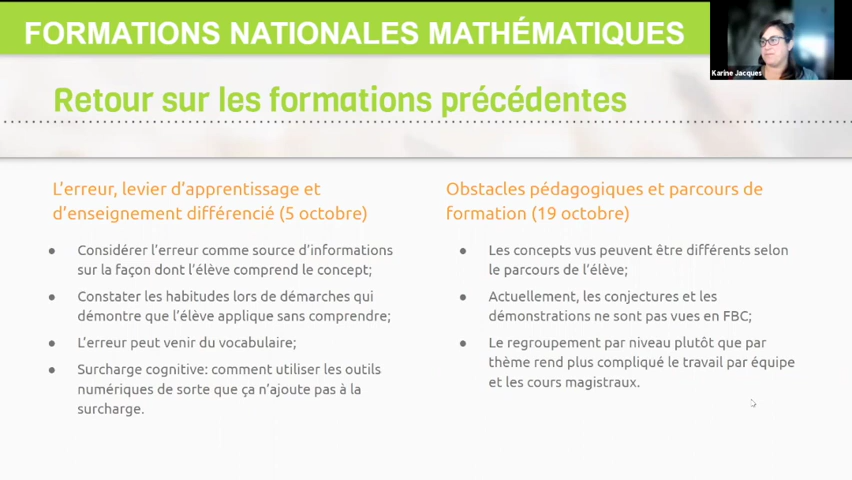 FORMATIONS NATIONALES MATHÉMATIQUES
Karine Jacques
Retour sur les formations précédentes
L'erreur, levier d'apprentissage et
d'enseignement différencié (5 octobre)
● Considérer l'erreur comme source d'informations
sur la façon dont l'élève comprend le concept;
● Constater les habitudes lors de démarches qui
démontre que l'élève applique sans comprendre;
● L'erreur peut venir du vocabulaire;
● Surcharge cognitive: comment utiliser les outils
numériques de sorte que ça n'ajoute pas à la
surcharge.
Obstacles pédagogiques et parcours de
formation (19 octobre)
● Les concepts vus peuvent être différents selon
le parcours de l'élève;
● Actuellement, les conjectures et les
démonstrations ne sont pas vues en FBC;
● Le regroupement par niveau plutôt que par
thème rend plus compliqué le travail par équipe
et les cours magistraux.